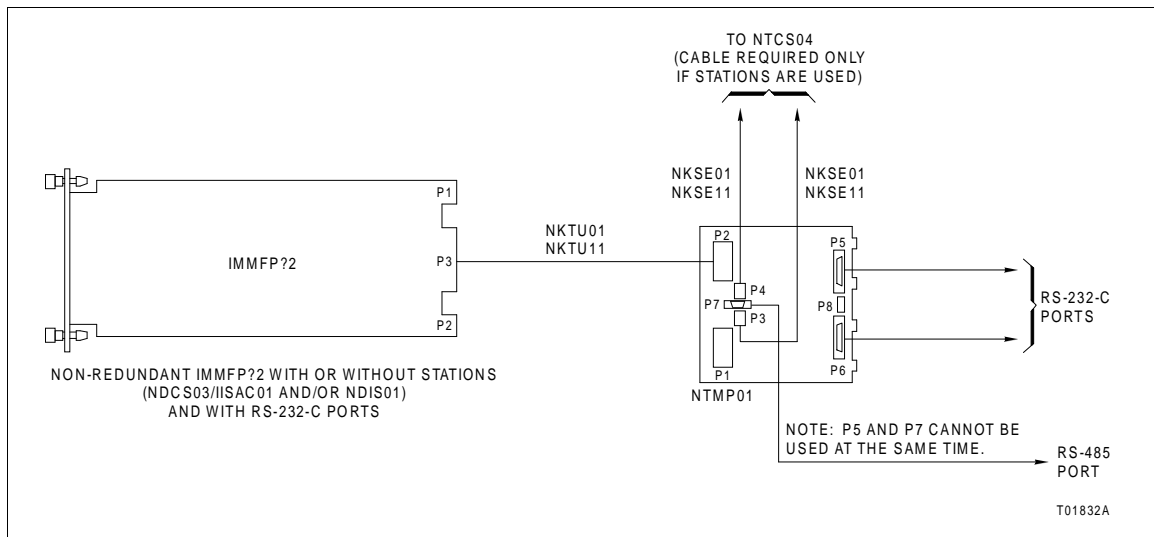 TO NTCS04
(CABLE REQUIRED ONLY
IF STATIONS ARE USED)
NKSE01
NKSE11
NKSE01
NKSE11
P1
NKTU01
NKTU11
P2
P5
IMMFP?2
P3
P4
P7
P8
RS-232-C
PORTS
P3
P2
P1
P6
NTMP01
NON-REDUNDANT IMMFP?2 WITH OR WITHOUT STATIONS
(NDCS03/IISAC01 AND/OR NDIS01)
AND WITH RS-232-C PORTS
NOTE: P5 AND P7 CANNOT BE
USED AT THE SAME TIME.
RS-485
PORT
T01832A